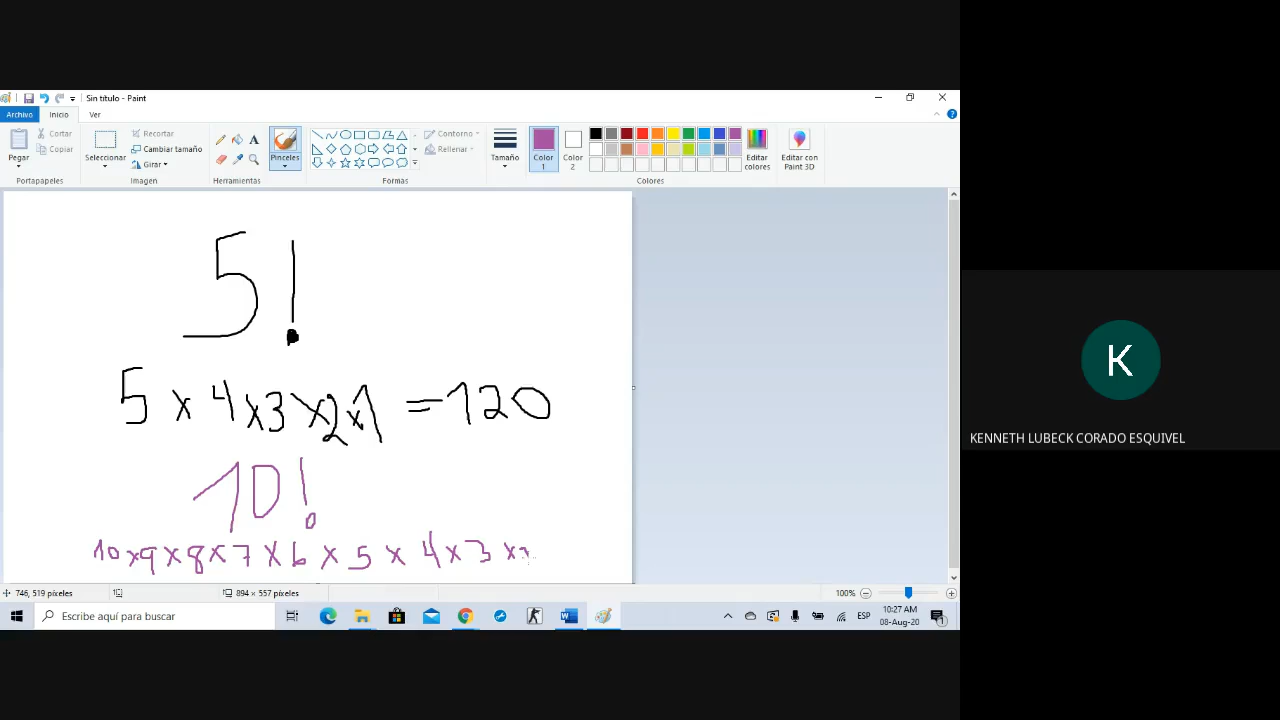 Sin título - Paint
Archivo Inicio Ver
Pegar
Cortar
Copiar
Portapapeles
Seleccionar
Recortar
Cambiar tamaño
Girar
Imagen
A
Herramientas
Pinceles
Contorno
Rellenar
Formas
Tamaño
Color 1
Color 2
Editar colores
Colores
Editar con Paint 3D
5!
5 x 4 x 3 x 2 x 1 = 120
10!
10 x 9 x 8 x 7 x 6 x 5 x 4 x 3 x
746, 519 píxeles
894 × 557 píxeles
100%
Escribe aquí para buscar
ESP
10:27 AM
08-Aug-20
1
K
KENNETH LUBECK CORADO ESQUIVEL